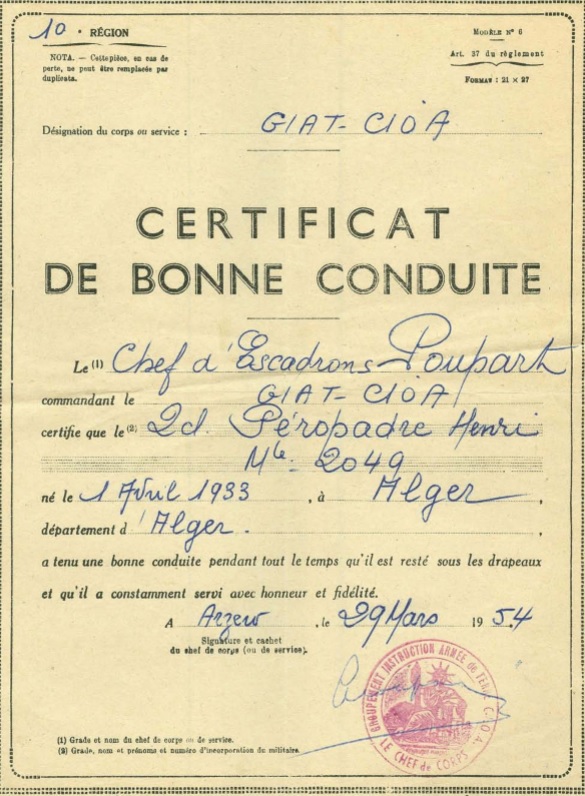 10 • RÉGION
NOTA. — Cette pièce, en cas de
perte, ne peut être remplacée par
duplicata.
MODÈLE N° 6
Art. 37 du règlement
FORMAT : 21 × 27
Désignation du corps ou service : GIAT-CIOA
CERTIFICAT
DE BONNE CONDUITE
Le (1) Chef d'Escadrons Poupart
commandant le GIAT-CIOA
certifie que le (2) 2cl. Péropadre Henri
Mle. 2049
né le 1 Avril 1933, à Alger,
département d'Alger.,
a tenu une bonne conduite pendant tout le temps qu'il est resté sous les drapeaux
et qu'il a constamment servi avec honneur et fidélité.
A Arzew, le 29 Mars 1954
Signature et cachet
du chef de corps (ou de service).
GROUPEMENT INSTRUCTION ARMÉE de TERRE C.I.O.A.
LE CHEF de CORPS
(1) Grade et nom du chef de corps ou de service.
(2) Grade, nom et prénoms et numéro d'incorporation du militaire.